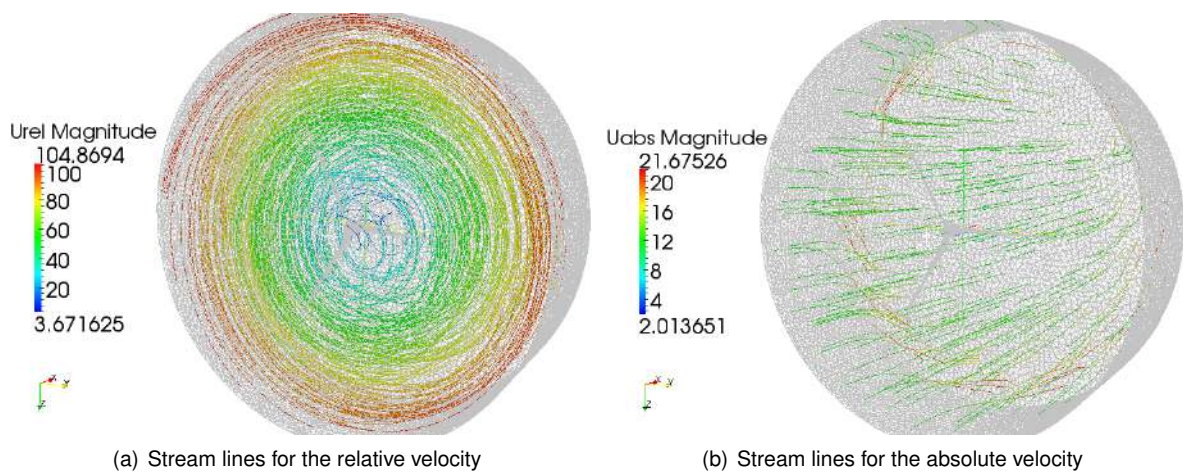 Urel Magnitude
104.8694
100
80
60
40
20
3.671625
X
Y
Z
(a) Stream lines for the relative velocity
Uabs Magnitude
21.67526
20
16
12
8
4
2.013651
X
Y
Z
(b) Stream lines for the absolute velocity